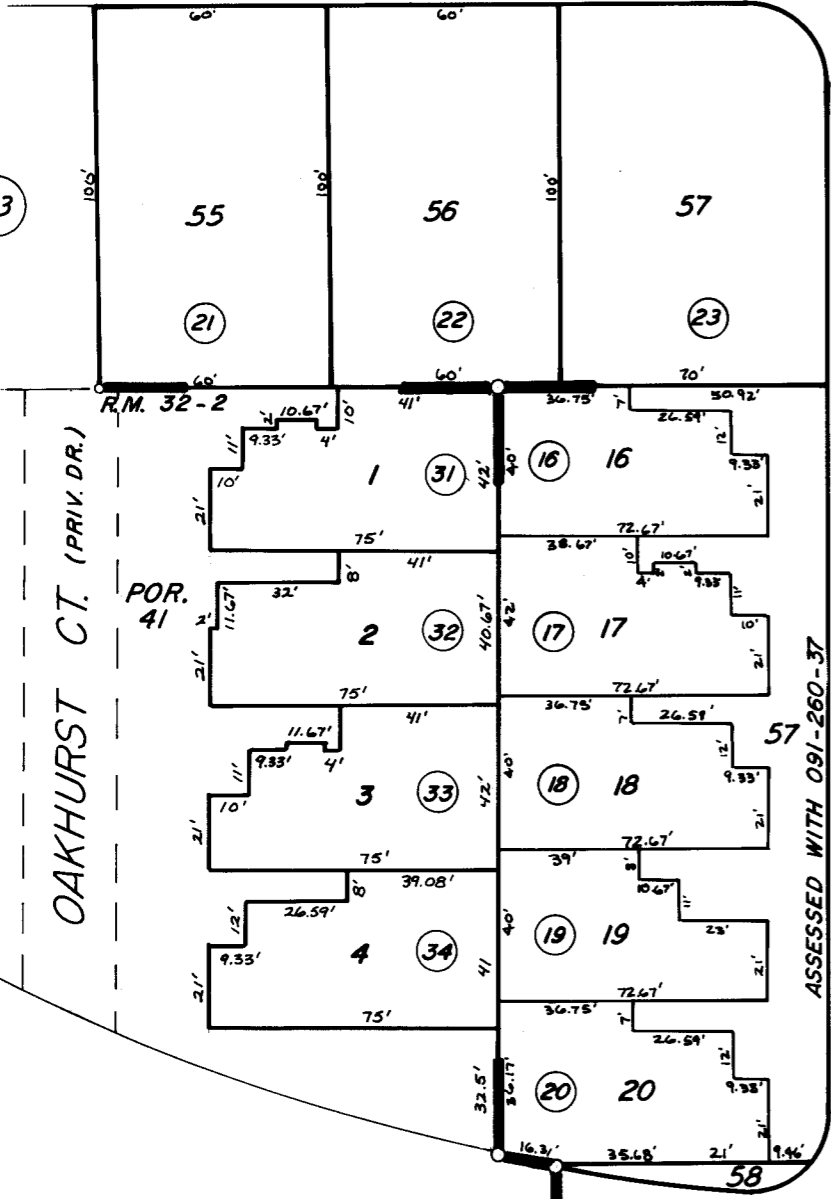 60' 60'
100' 100' 100'
3
55 56 57
21 22 23
60' 60' 70'
R.M. 32-2
41' 36.75' 50.92'
10.67' 10' 7' 26.59'
2' 9.33' 4' 12'
11' 9.33'
10' 1 31 42' 40' 16 16
21' 21'
75' 72.67'
41' 38.67'
8' 10' 10.67'
32' 4' 2' 9.33'
11.67' 11'
2' 10'
POR.
41
2 32 40.67' 42' 17 17
21' 21'
75' 72.67'
41' 36.75'
7' 26.59'
11.67' 57
9.33' 4' 12'
11' 9.33'
10' 3 33 42' 40' 18 18
21' 21'
75' 72.67'
39.08' 39'
8' 8'
26.59' 10.67'
12' 11'
9.33' 23'
4 34 41 40' 19 19
21' 21'
75' 72.67'
36.75'
7' 26.59'
12'
9.33'
32.5' 36.17' 20 20
21'
16.31' 35.68' 21' 9.46'
58
OAKHURST CT. (PRIV. DR.)
ASSESSED WITH 091-260-37